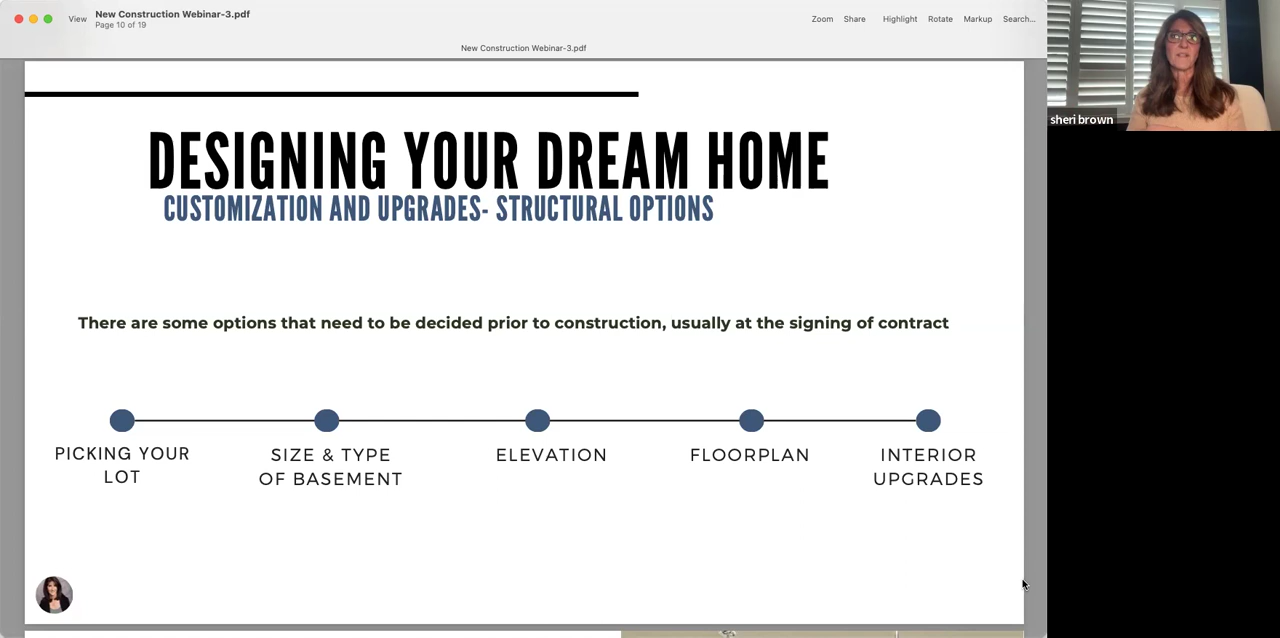 View
New Construction Webinar-3.pdf
Page 10 of 19
Zoom Share Highlight Rotate Markup Search...
New Construction Webinar-3.pdf
sheri brown
DESIGNING YOUR DREAM HOME
CUSTOMIZATION AND UPGRADES- STRUCTURAL OPTIONS
There are some options that need to be decided prior to construction, usually at the signing of contract
PICKING YOUR
LOT
SIZE & TYPE
OF BASEMENT
ELEVATION
FLOORPLAN
INTERIOR
UPGRADES